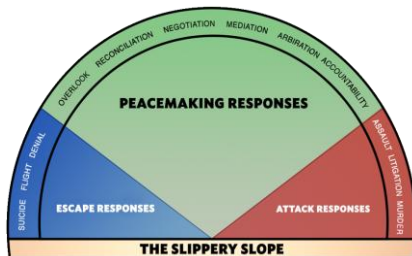 SUICIDE
FLIGHT
DENIAL
OVERLOOK
RECONCILIATION
NEGOTIATION
MEDIATION
ARBIRATION
ACCOUNTABILITY
ASSAULT
LITIGATION
MURDER
PEACEMAKING RESPONSES
ESCAPE RESPONSES
ATTACK RESPONSES
THE SLIPPERY SLOPE